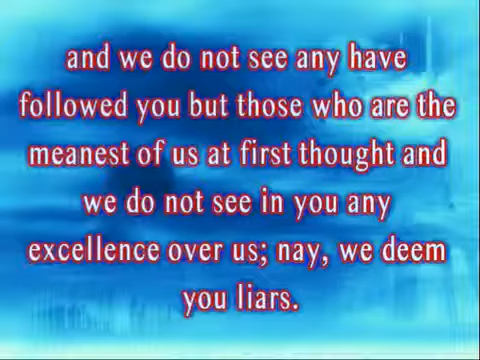 and we do not see any have
followed you but those who are the
meanest of us at first thought and
we do not see in you any
excellence over us; nay, we deem
you liars.